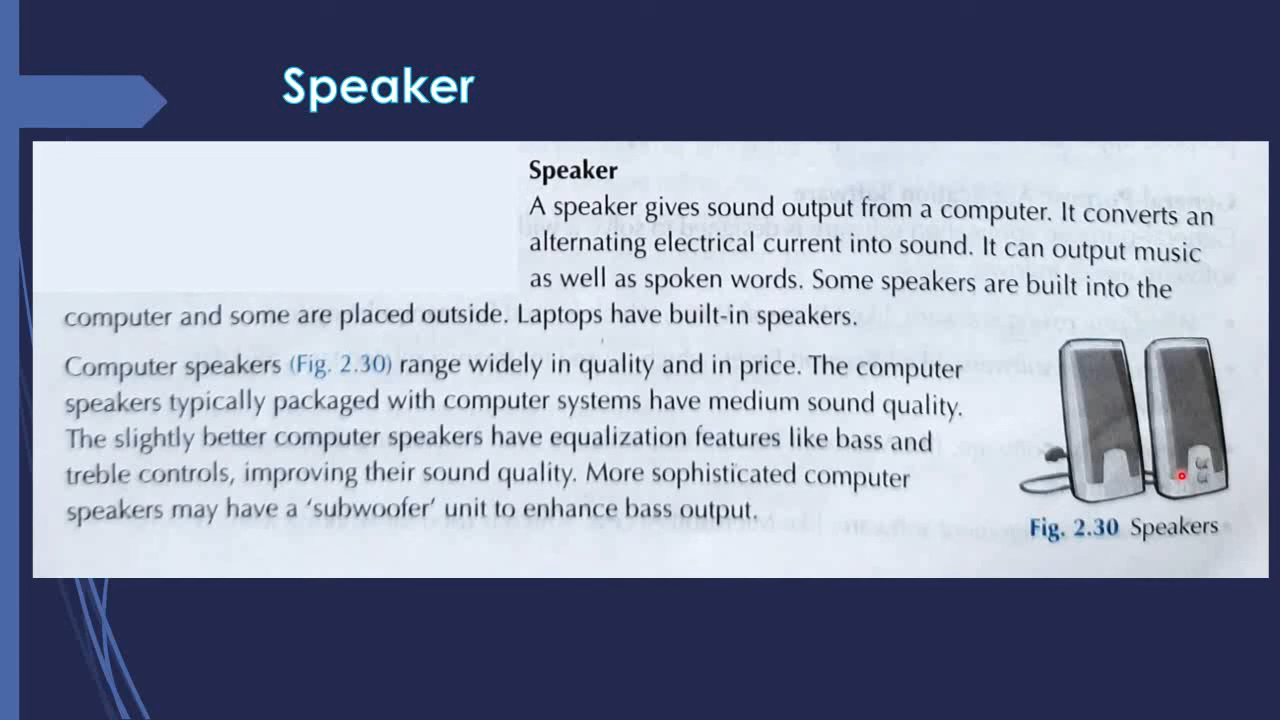 Speaker
Speaker
A speaker gives sound output from a computer. It converts an
alternating electrical current into sound. It can output music
as well as spoken words. Some speakers are built into the
computer and some are placed outside. Laptops have built-in speakers.
Computer speakers (Fig. 2.30) range widely in quality and in price. The computer
speakers typically packaged with computer systems have medium sound quality.
The slightly better computer speakers have equalization features like bass and
treble controls, improving their sound quality. More sophisticated computer
speakers may have a ‘subwoofer’ unit to enhance bass output.
Fig. 2.30 Speakers